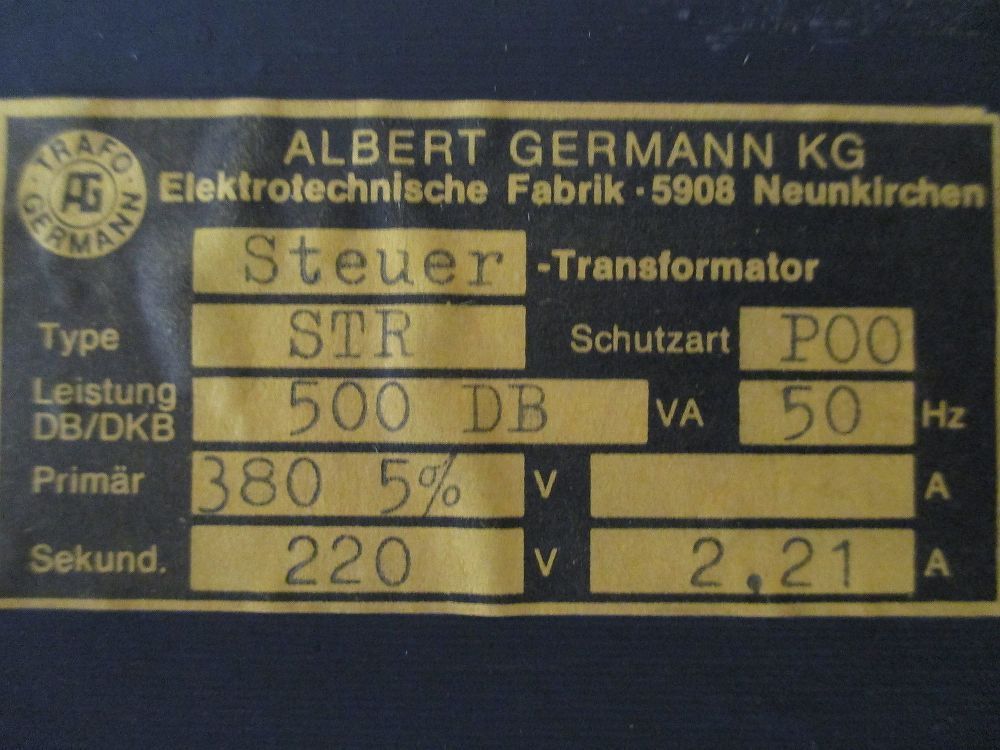 TRAFO
AG
GERMANN
ALBERT GERMANN KG
Elektrotechnische Fabrik · 5908 Neunkirchen
Steuer -Transformator
Type STR Schutzart P00
Leistung DB/DKB 500 DB VA 50 Hz
Primär 380 5% V A
Sekund. 220 V 2,21 A